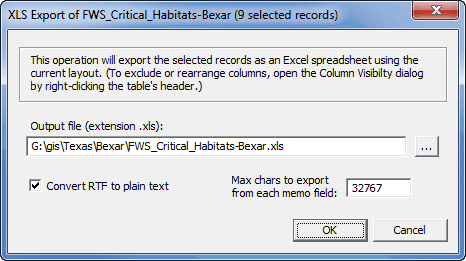 XLS Export of FWS_Critical_Habitats-Bexar (9 selected records)
This operation will export the selected records as an Excel spreadsheet using the
current layout. (To exclude or rearrange columns, open the Column Visibilty dialog
by right-clicking the table's header.)
Output file (extension .xls):
G:\gis\Texas\Bexar\FWS_Critical_Habitats-Bexar.xls
...
Convert RTF to plain text
Max chars to export
from each memo field:
32767
OK
Cancel